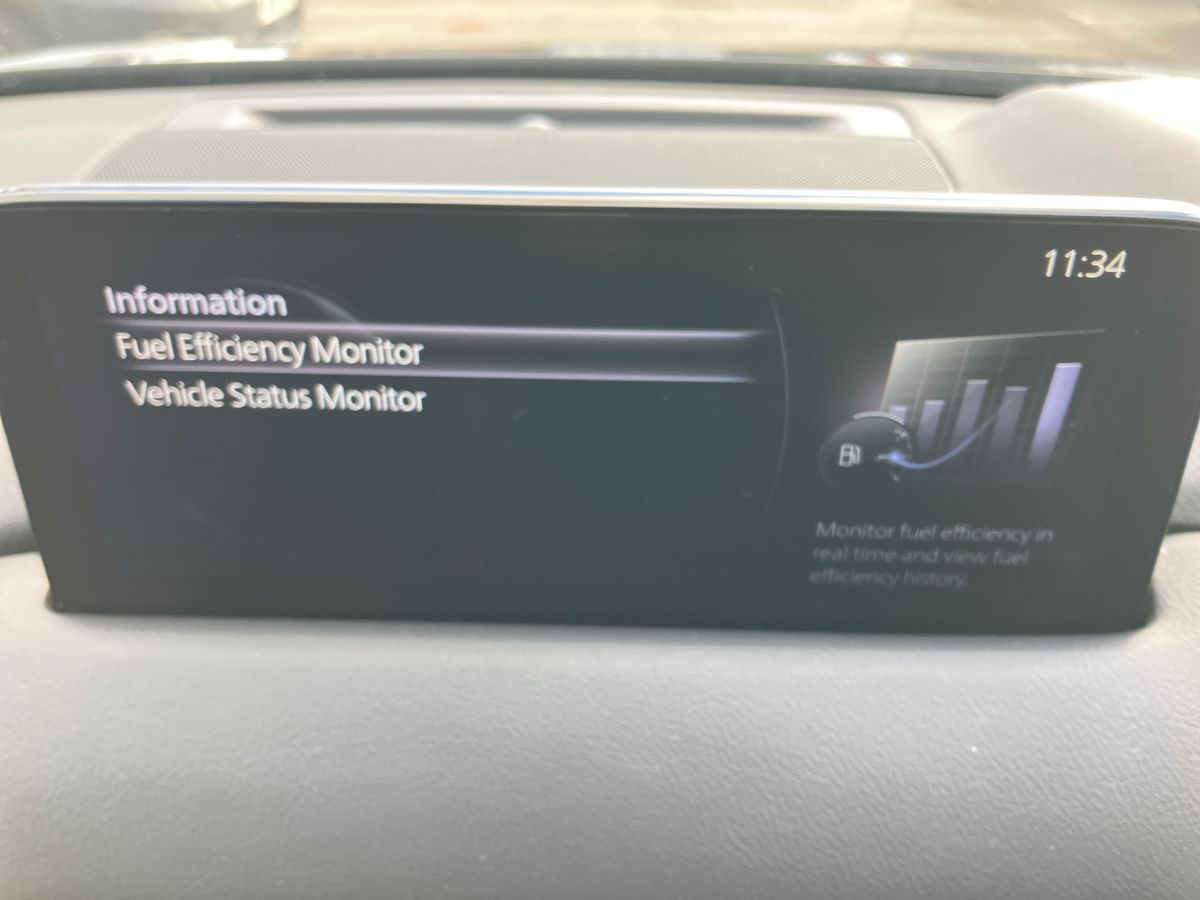 11:34
Information
Fuel Efficiency Monitor
Vehicle Status Monitor
Monitor fuel efficiency in
real time and view fuel
efficiency history.